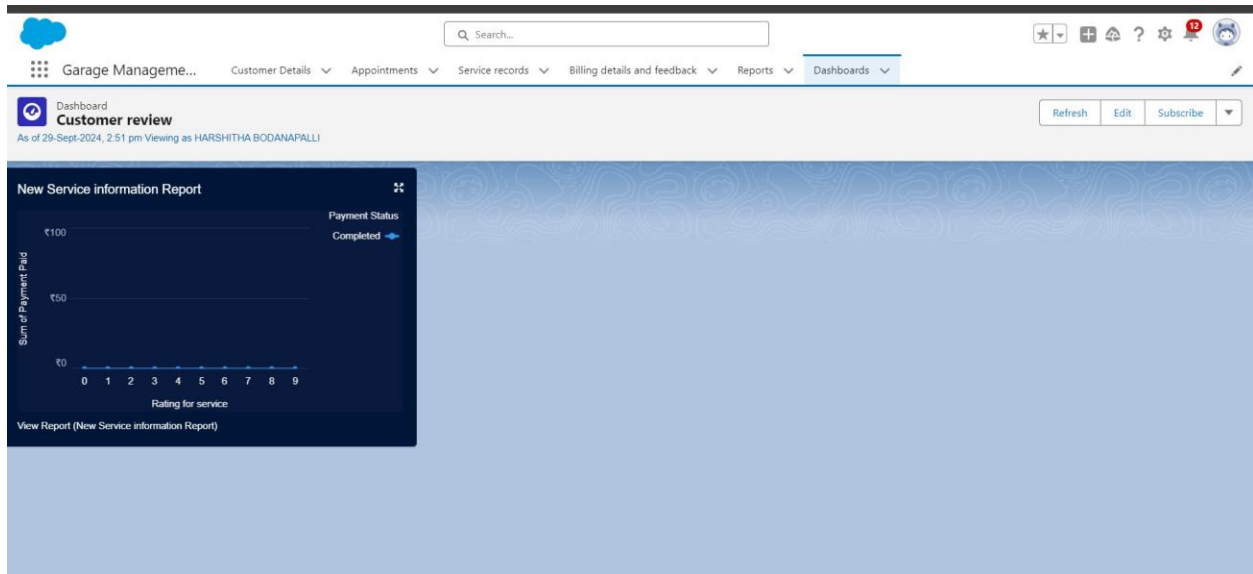 Search...
12
Garage Manageme...
Customer Details
Appointments
Service records
Billing details and feedback
Reports
Dashboards
Dashboard
Customer review
As of 29-Sept-2024, 2:51 pm Viewing as HARSHITHA BODANAPALLI
Refresh
Edit
Subscribe
New Service information Report
Payment Status
Completed
Sum of Payment Paid
₹100
₹50
₹0
0 1 2 3 4 5 6 7 8 9
Rating for service
View Report (New Service information Report)